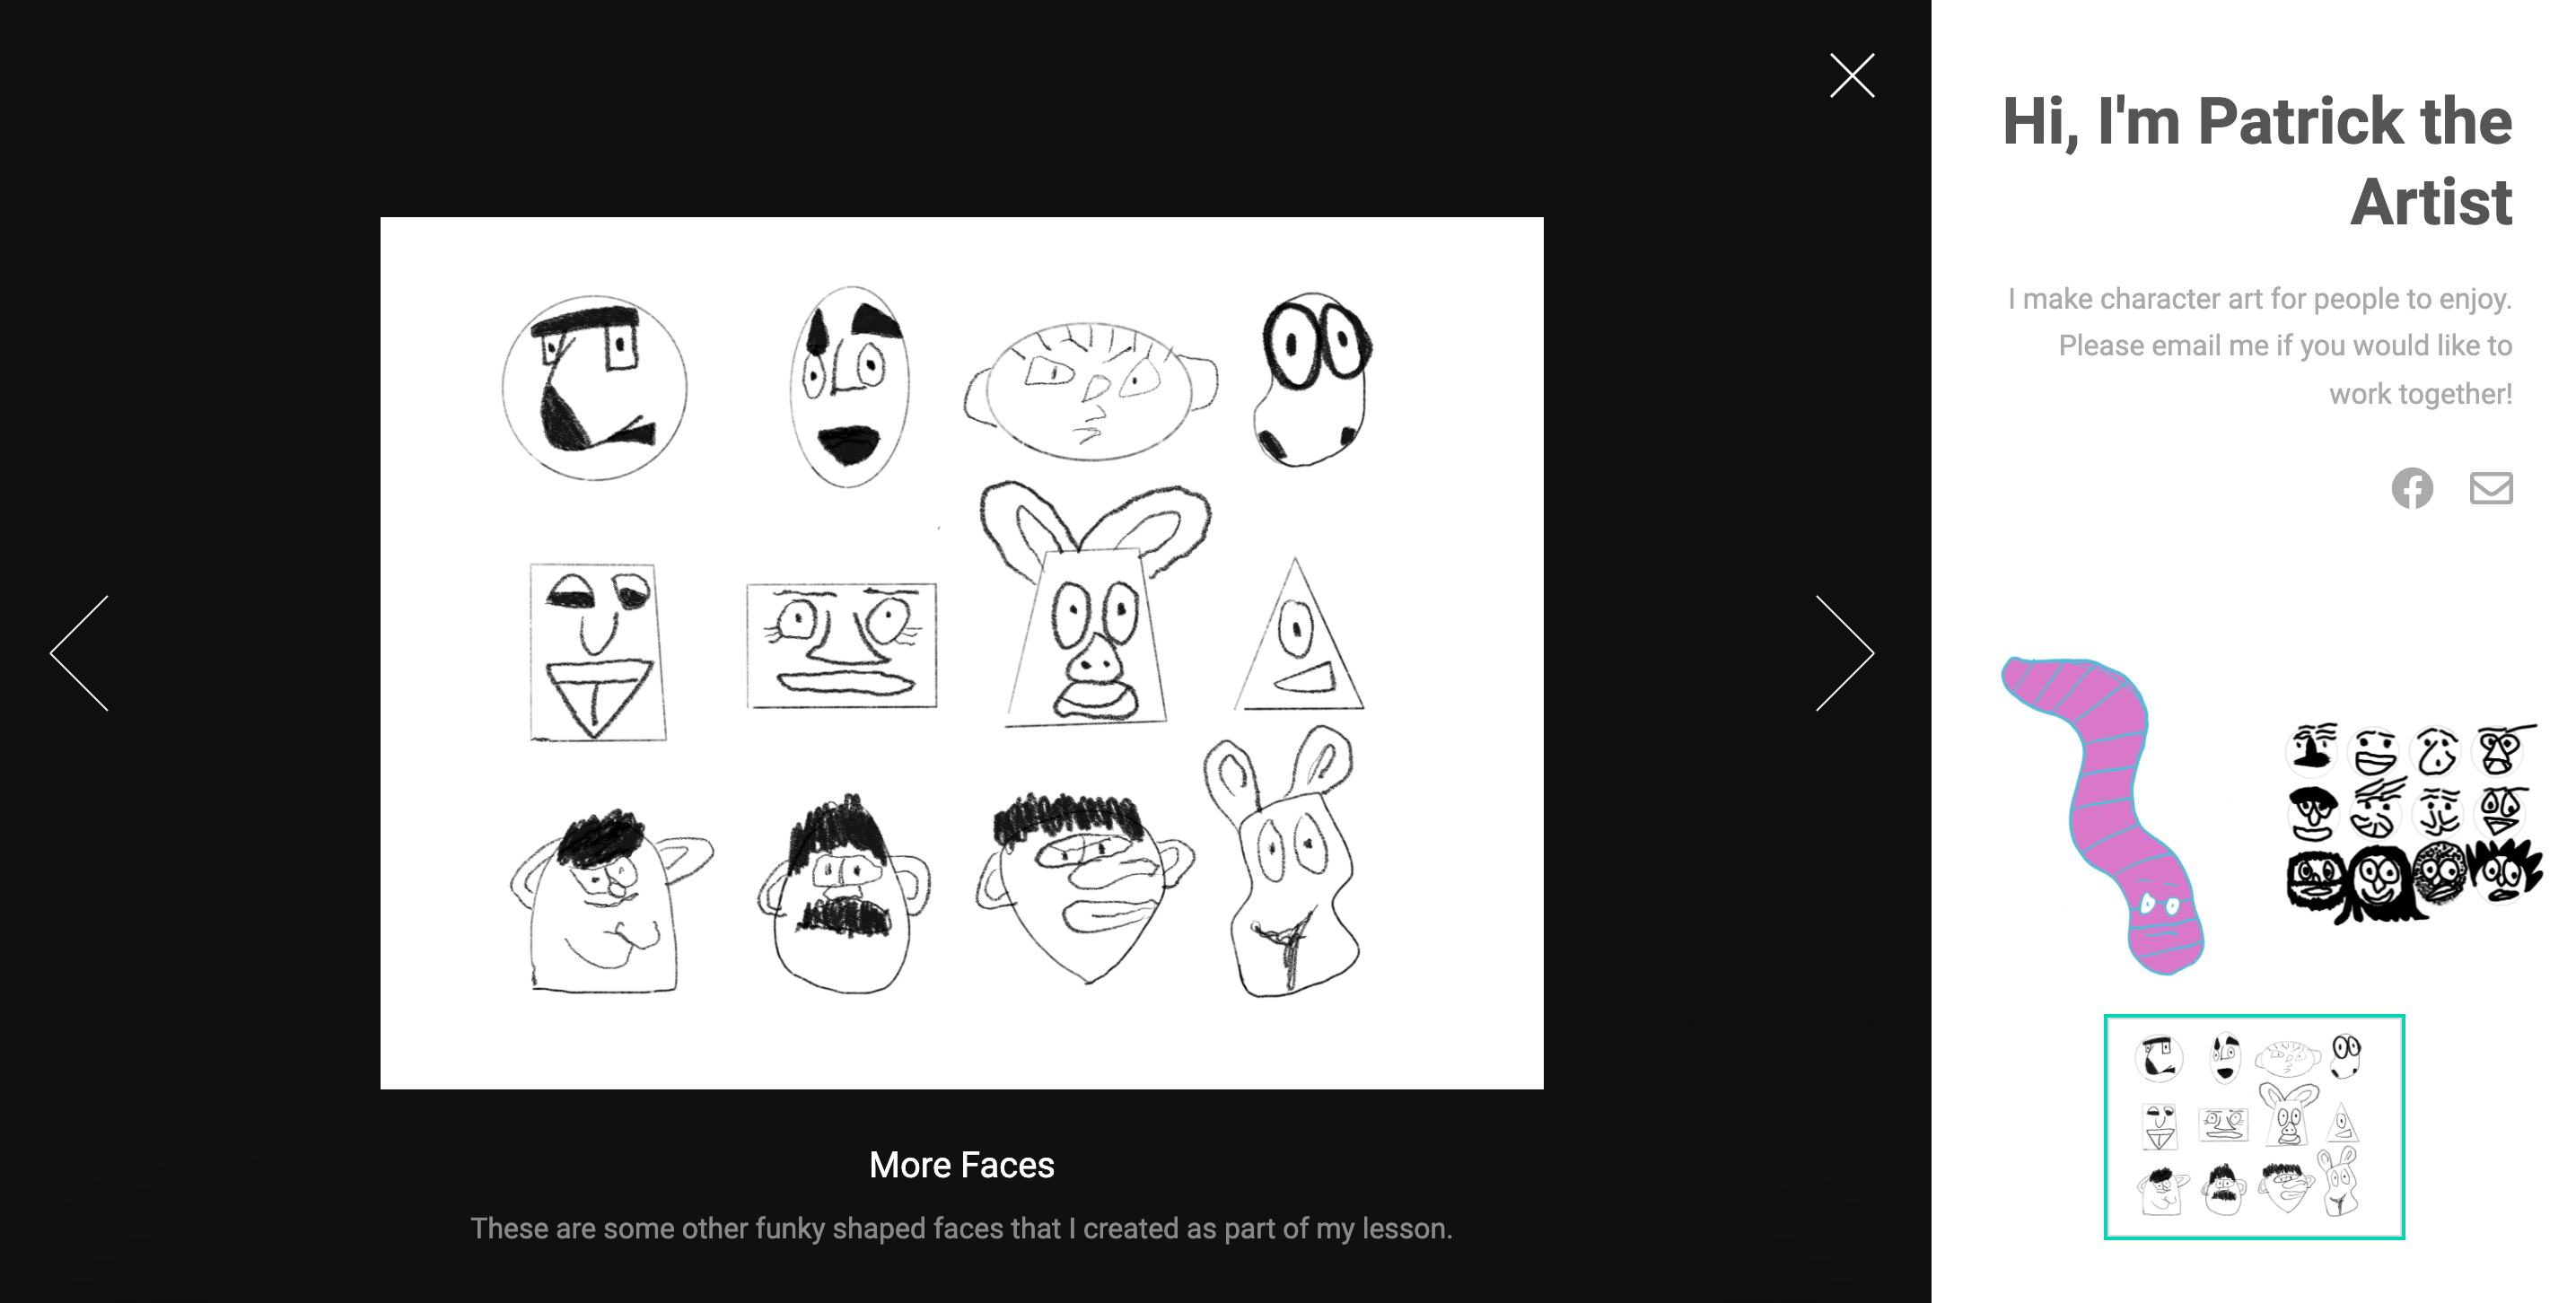 Hi, I'm Patrick the
Artist
I make character art for people to enjoy.
Please email me if you would like to
work together!
More Faces
These are some other funky shaped faces that I created as part of my lesson.